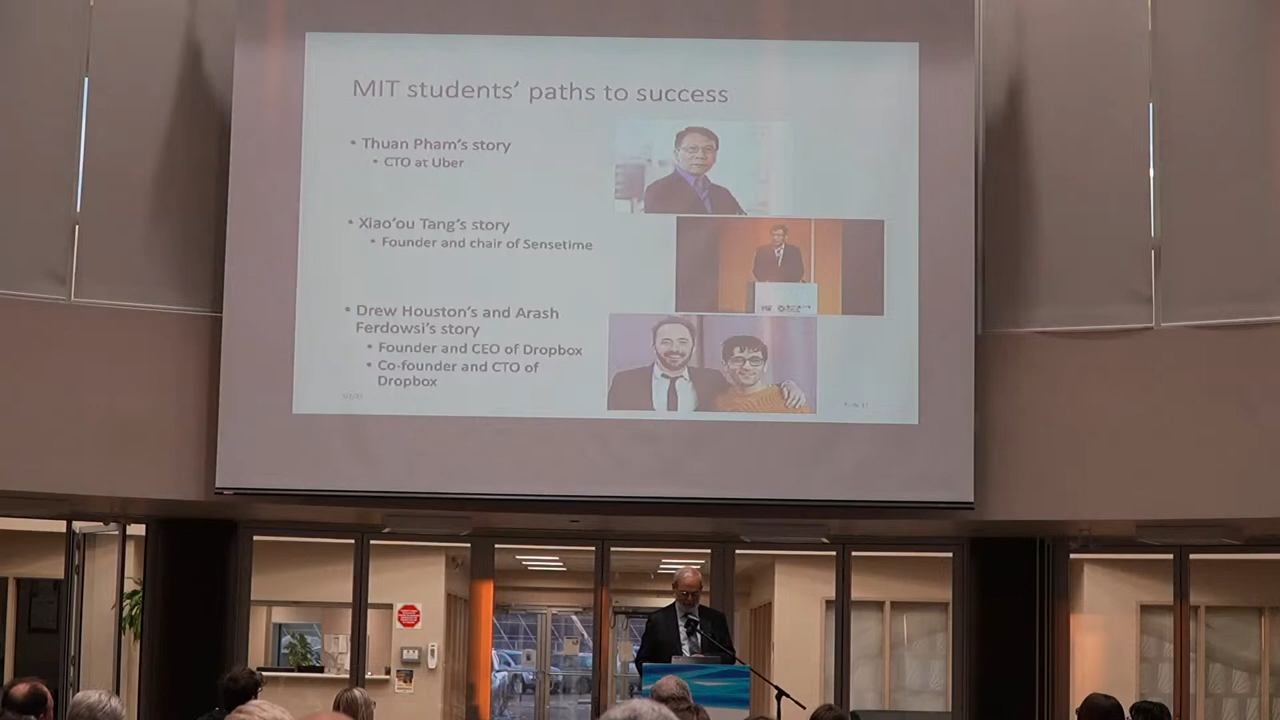 MIT students' paths to success
• Thuan Pham's story
• CTO at Uber
• Xiao'ou Tang's story
• Founder and chair of Sensetime
• Drew Houston's and Arash
Ferdowsi's story
• Founder and CEO of Dropbox
• Co-founder and CTO of
Dropbox